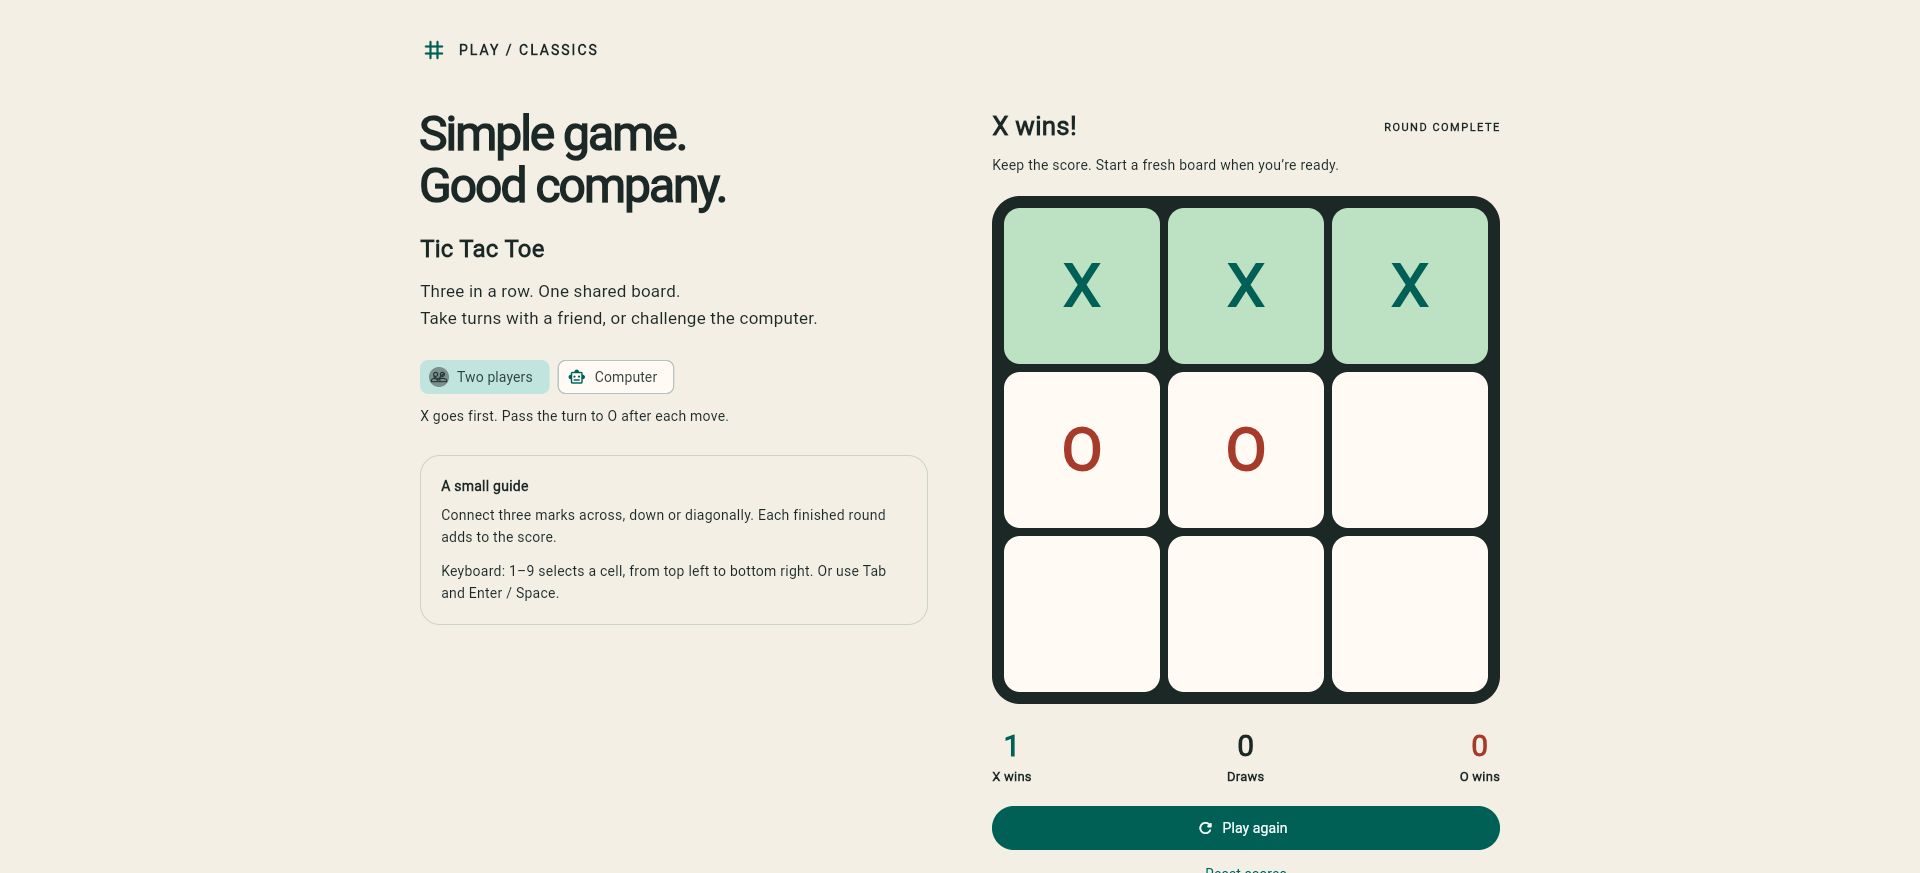 PLAY / CLASSICS
Simple game.
Good company.
Tic Tac Toe
Three in a row. One shared board.
Take turns with a friend, or challenge the computer.
Two players
Computer
X goes first. Pass the turn to O after each move.
A small guide
Connect three marks across, down or diagonally. Each finished round
adds to the score.
Keyboard: 1–9 selects a cell, from top left to bottom right. Or use Tab
and Enter / Space.
X wins!
ROUND COMPLETE
Keep the score. Start a fresh board when you’re ready.
X X X
O O
1 0 0
X wins Draws O wins
Play again
Reset scores